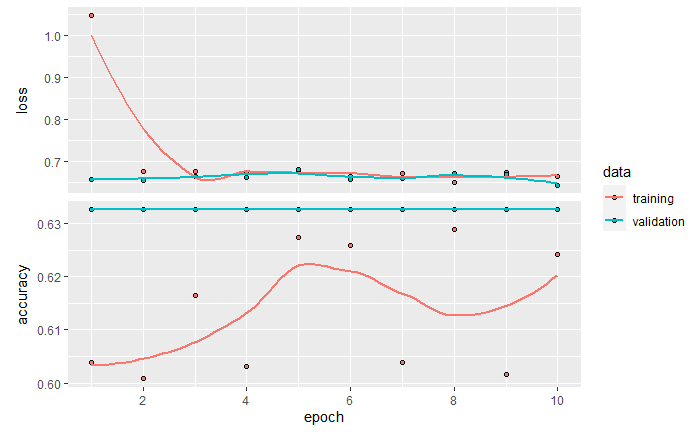 1.0
0.9
0.8
0.7
loss
0.63
0.62
0.61
0.60
accuracy
2 4 6 8 10
epoch
data
training
validation